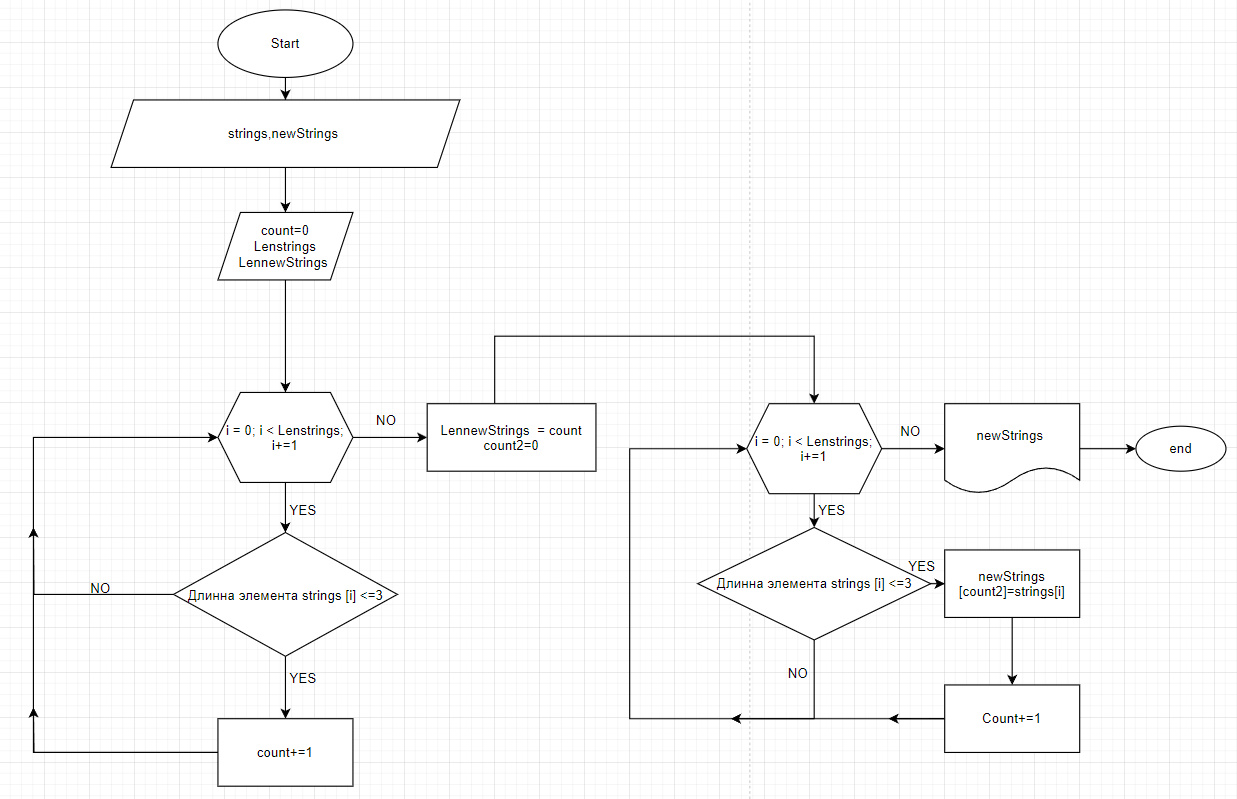 Start
strings,newStrings
count=0
Lenstrings
LennewStrings
i = 0; i < Lenstrings;
i+=1
NO
LennewStrings = count
count2=0
YES
Длинна элемента strings [i] <=3
NO
YES
count+=1
i = 0; i < Lenstrings;
i+=1
NO
newStrings
end
YES
Длинна элемента strings [i] <=3
YES
newStrings
[count2]=strings[i]
NO
Count+=1